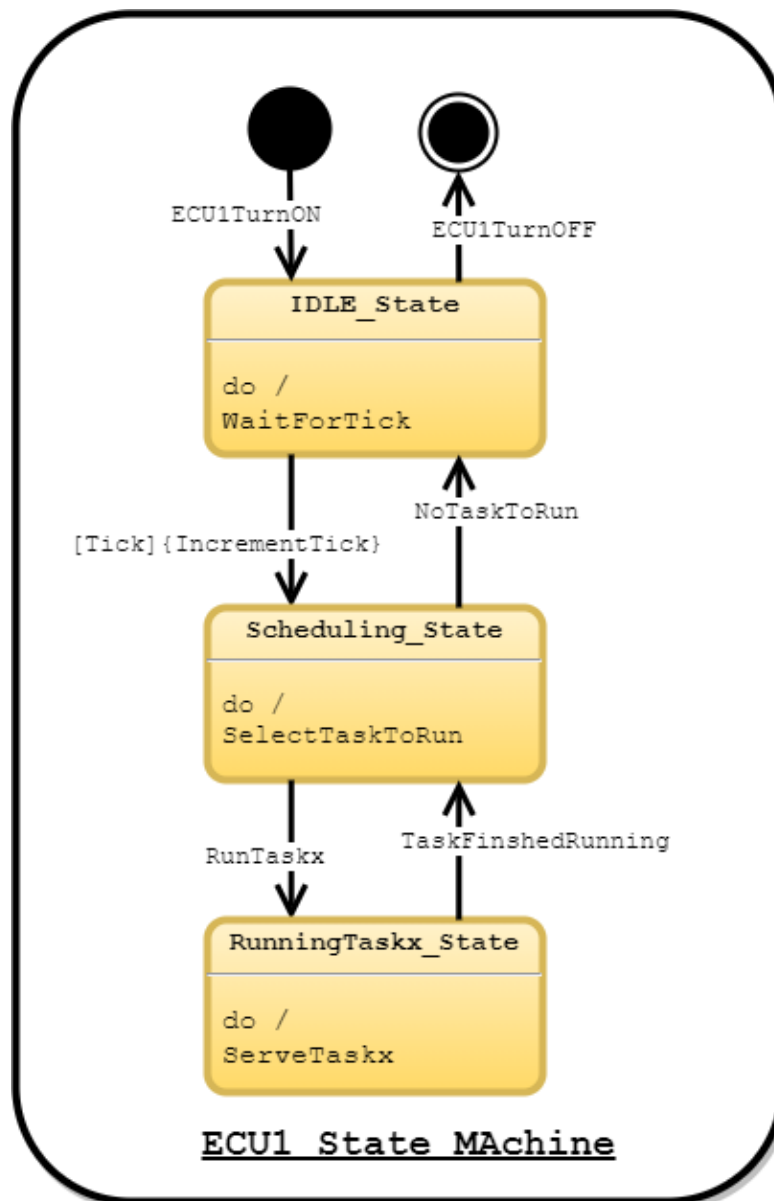 ECU1TurnON
ECU1TurnOFF
IDLE_State
do /
WaitForTick
NoTaskToRun
[Tick]{IncrementTick}
Scheduling_State
do /
SelectTaskToRun
TaskFinshedRunning
RunTaskx
RunningTaskx_State
do /
ServeTaskx
ECU1 State MAchine